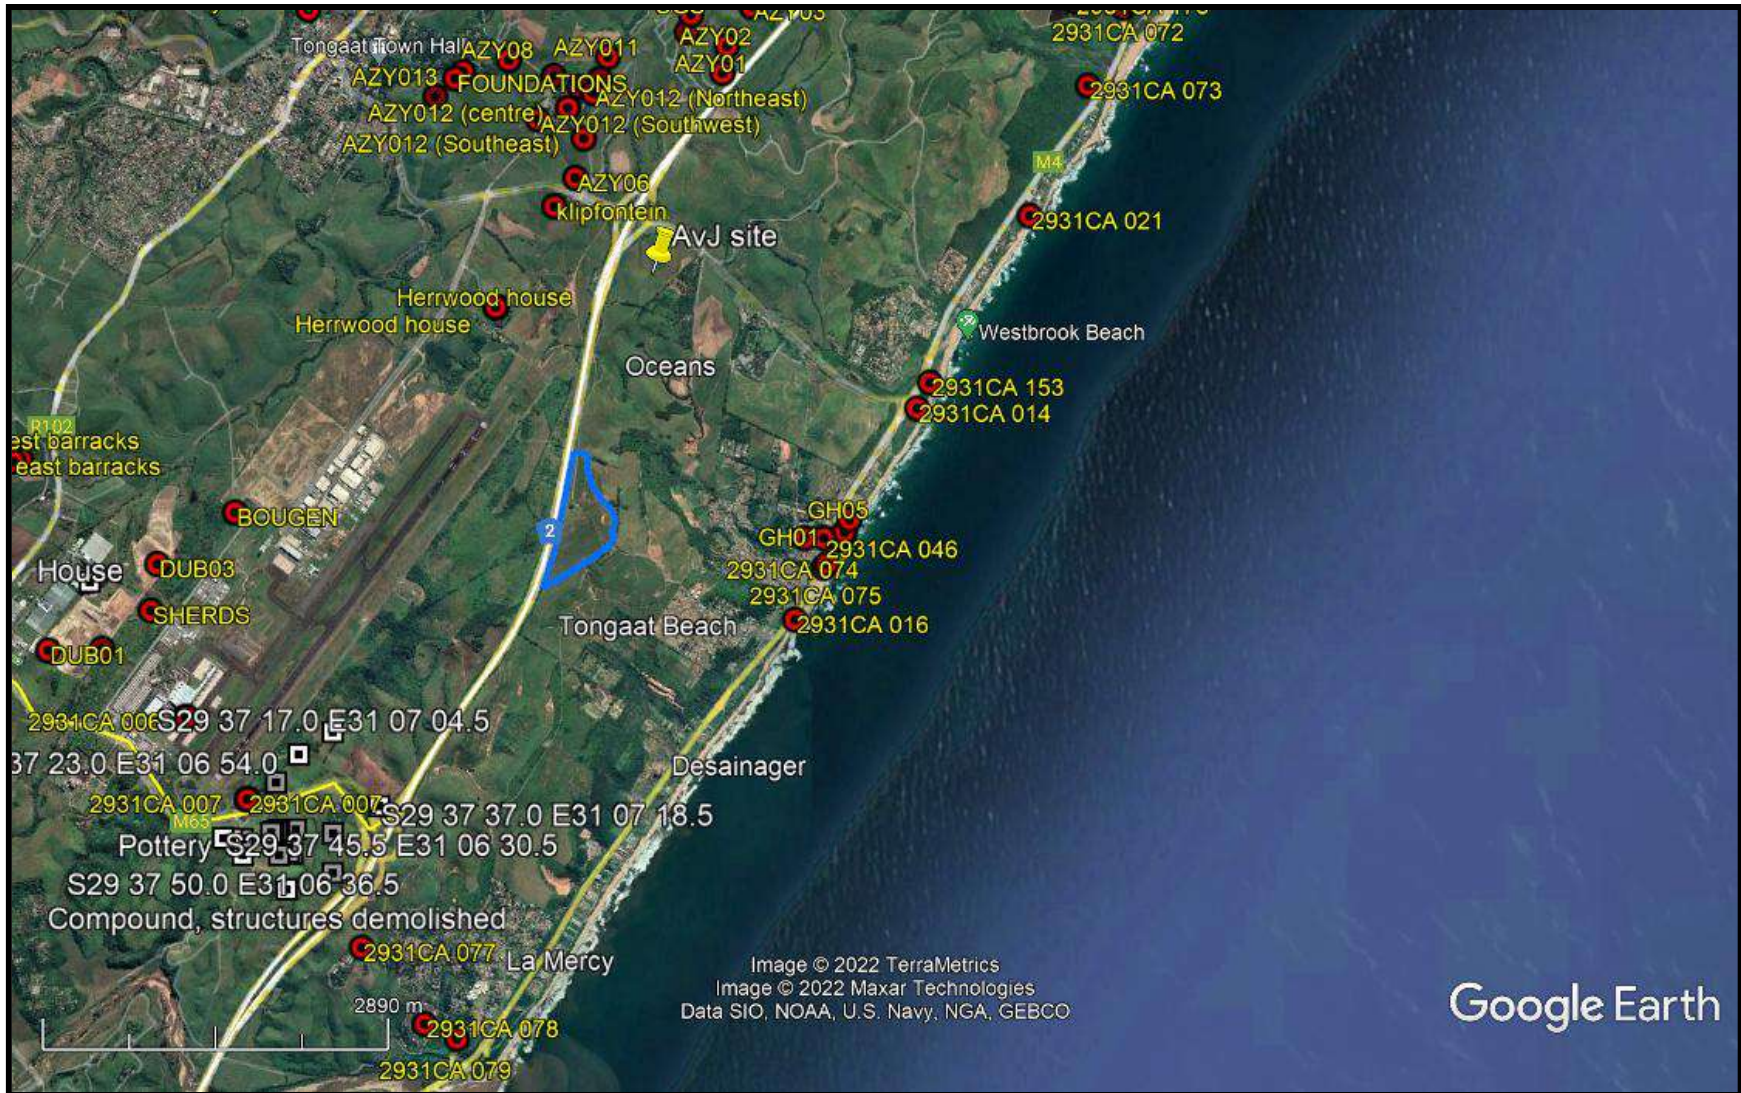 AZY03
2931CA 072
Tongaat Town Hall
AZY08
AZY011
AZY02
AZY01
AZY013
FOUNDATIONS
2931CA 073
AZY012 (Northeast)
AZY012 (centre)
AZY012 (Southwest)
AZY012 (Southeast)
M4
AZY06
klipfontein
2931CA 021
AvJ site
Herrwood house
Herrwood house
Westbrook Beach
Oceans
2931CA 153
2931CA 014
R102
est barracks
east barracks
BOUGEN
GH05
2
GH01
2931CA 046
House
DUB03
2931CA 074
2931CA 075
SHERDS
Tongaat Beach
2931CA 016
DUB01
2931CA 006
S29 37 17.0 E31 07 04.5
37 23.0 E31 06 54.0
Desainager
2931CA 007
2931CA 007
M65
S29 37 37.0 E31 07 18.5
Pottery
S29 37 45.5 E31 06 30.5
S29 37 50.0 E31 06 36.5
Compound, structures demolished
2931CA 077
La Mercy
Image © 2022 TerraMetrics
Image © 2022 Maxar Technologies
Data SIO, NOAA, U.S. Navy, NGA, GEBCO
Google Earth
2890 m
2931CA 078
2931CA 079